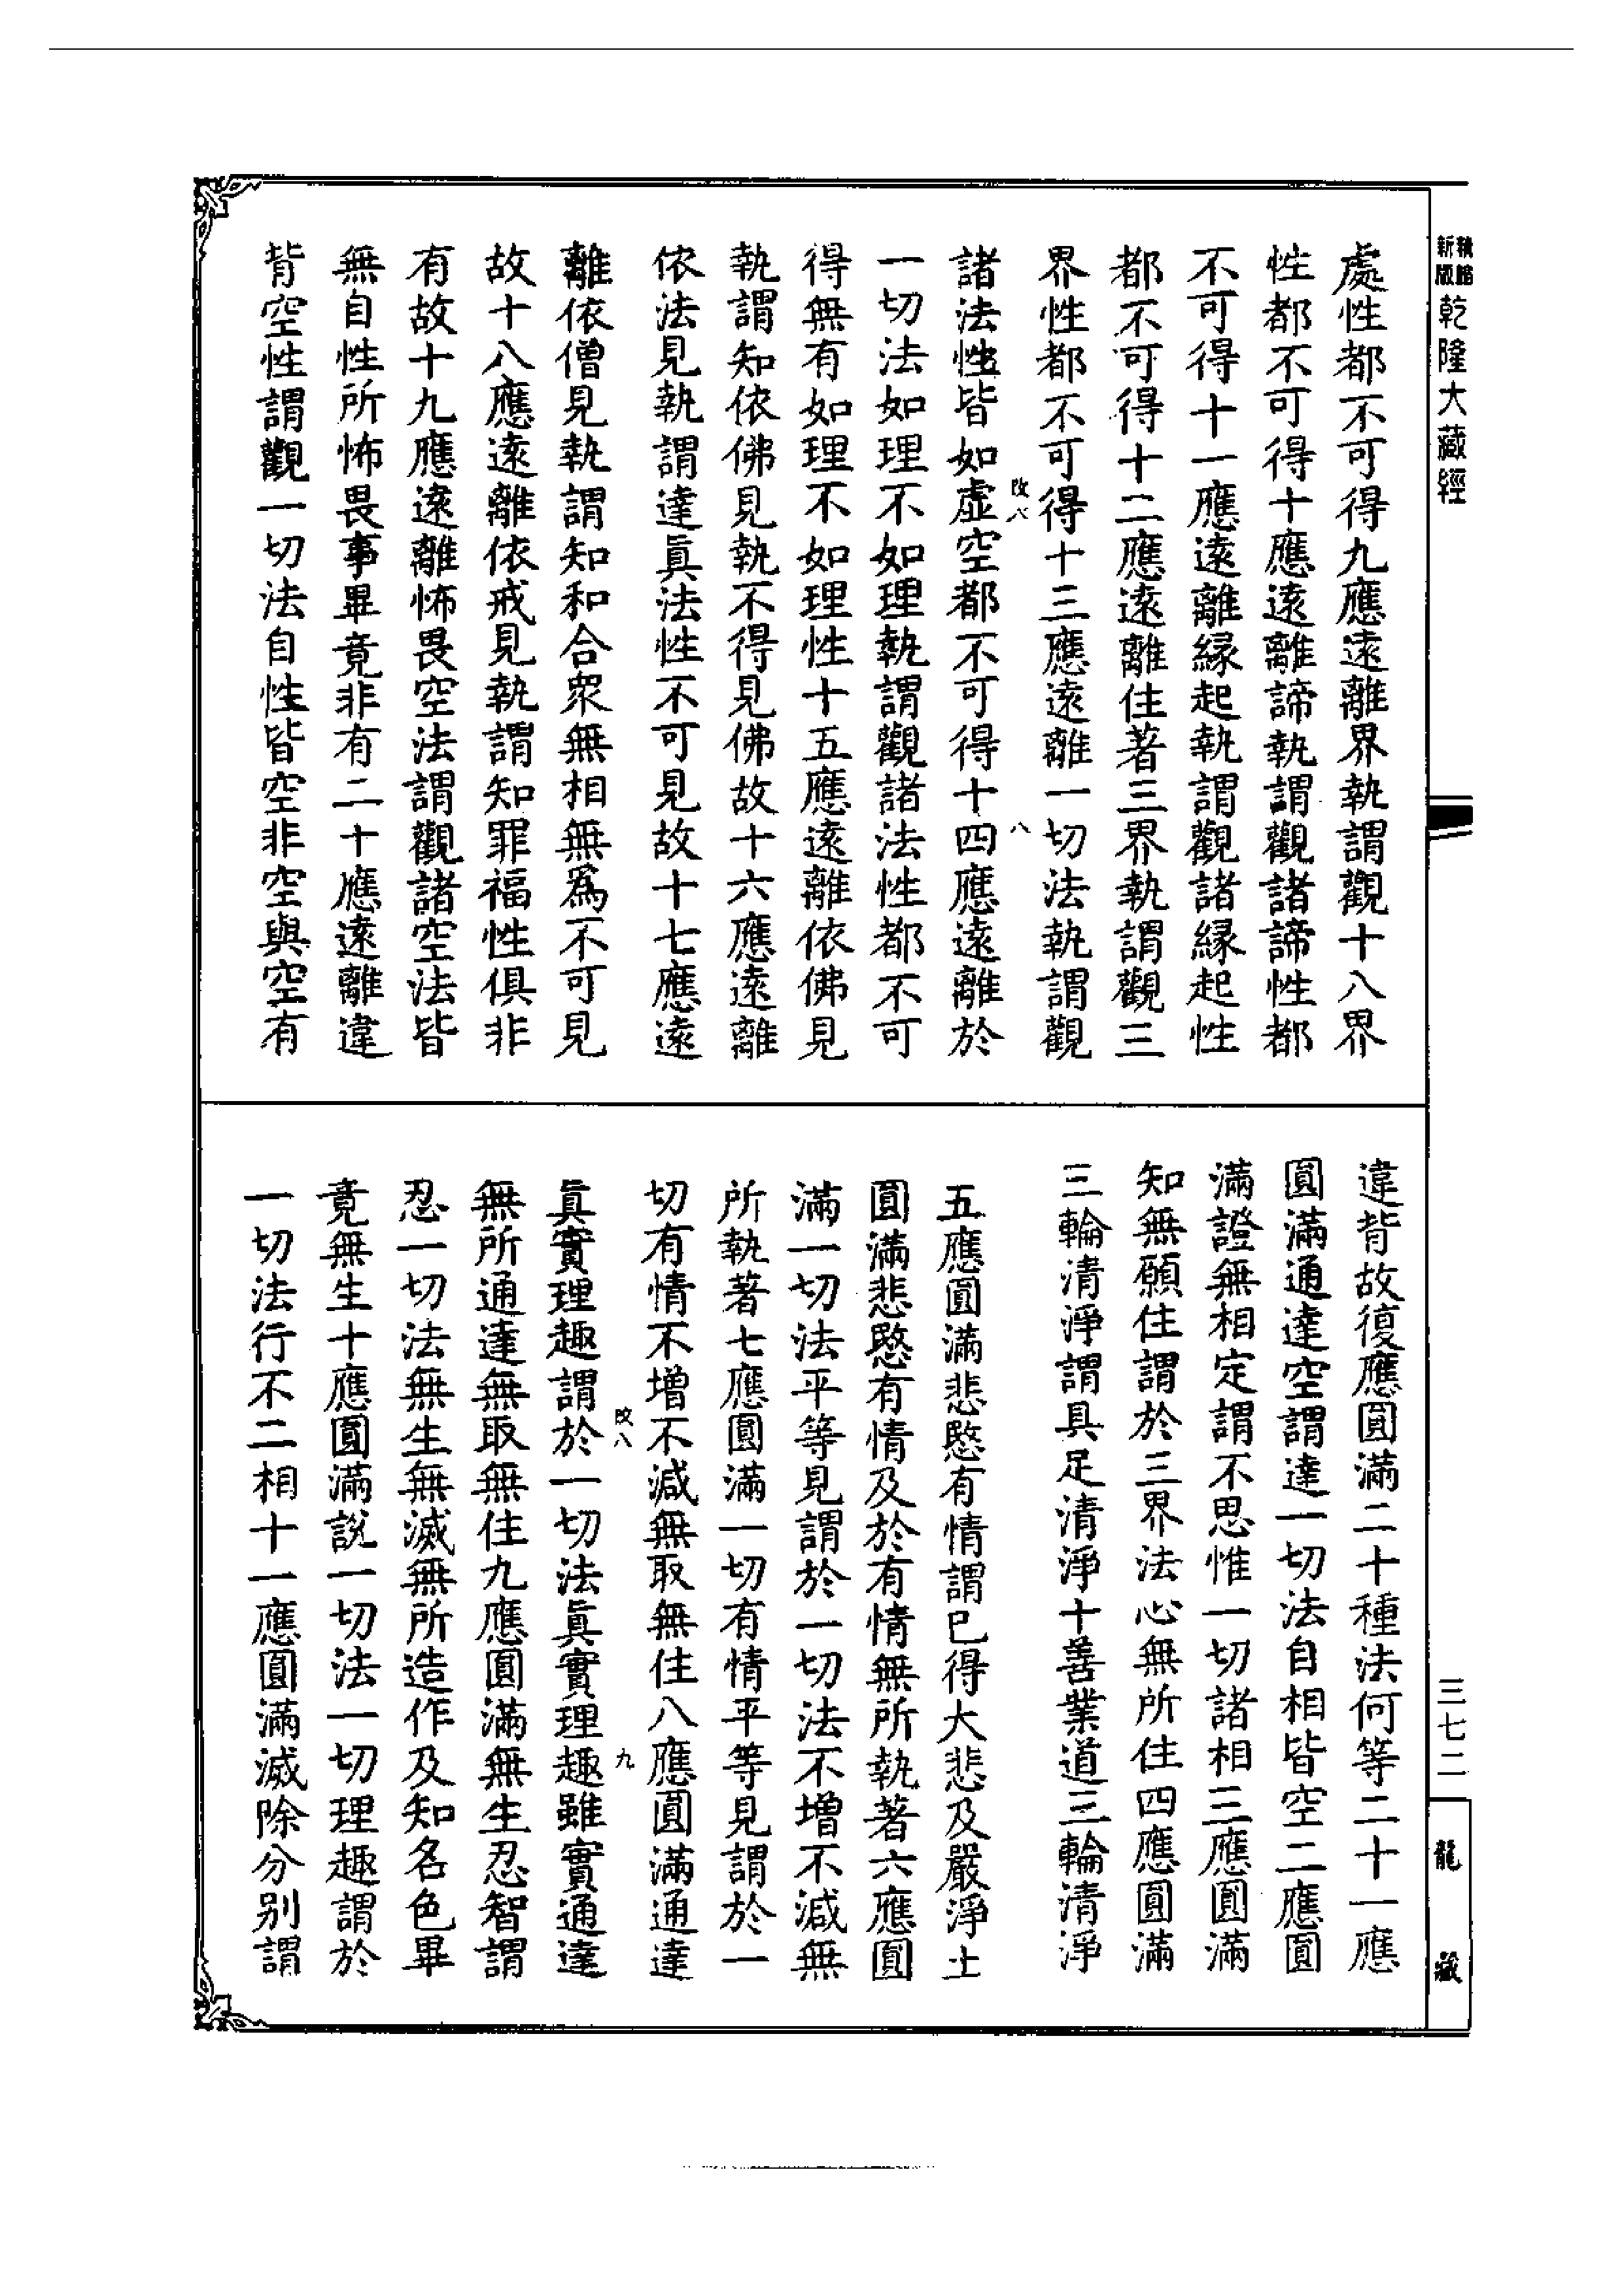 新版
乾隆大藏經
處性都不可得九應遠離界執謂觀十八界
性都不可得十應遠離諦執謂觀諸諦性都
不可得十一應遠離緣起執謂觀諸緣起性
都不可得十二應遠離住著三界執謂觀三
界性都不可得十三應遠離一切法執謂觀
諸法性皆如虛空都不可得十四應遠離於
一切法如理不如理執謂觀諸法性都不可
得無有如理不如理性十五應遠離依佛見
執謂知依佛見執不得見佛故十六應遠離
依法見執謂達眞法性不可見故十七應遠
離依僧見執謂知和合衆無相無爲不可見
故十八應遠離依戒見執謂知罪福性俱非
有故十九應遠離怖畏空法謂觀諸空法皆
無自性所怖畏事畢竟非有二十應遠離違
背空性謂觀一切法自性皆空非空與空有
八
違背故復應圓滿二十種法何等二十一應
圓滿通達空謂達一切法自相皆空二應圓
滿證無相定謂不思惟一切諸相三應圓滿
知無願住謂於三界法心無所住四應圓滿
三輪清淨謂具足清淨十善業道三輪清淨
五應圓滿悲愍有情謂已得大悲及嚴淨土
圓滿悲愍有情及於有情無所執著六應圓
滿一切法平等見謂於一切法不增不減無
所執著七應圓滿一切有情平等見謂於一
切有情不增不減無取無住八應圓滿通達
眞實理趣謂於一切法眞實理趣雖實通達
無所通達無取無住九應圓滿無生忍智謂
忍一切法無生無滅無所造作及知名色畢
竟無生十應圓滿說一切法一切理趣謂於
一切法行不二相十一應圓滿滅除分別謂
九
三七二
龍藏